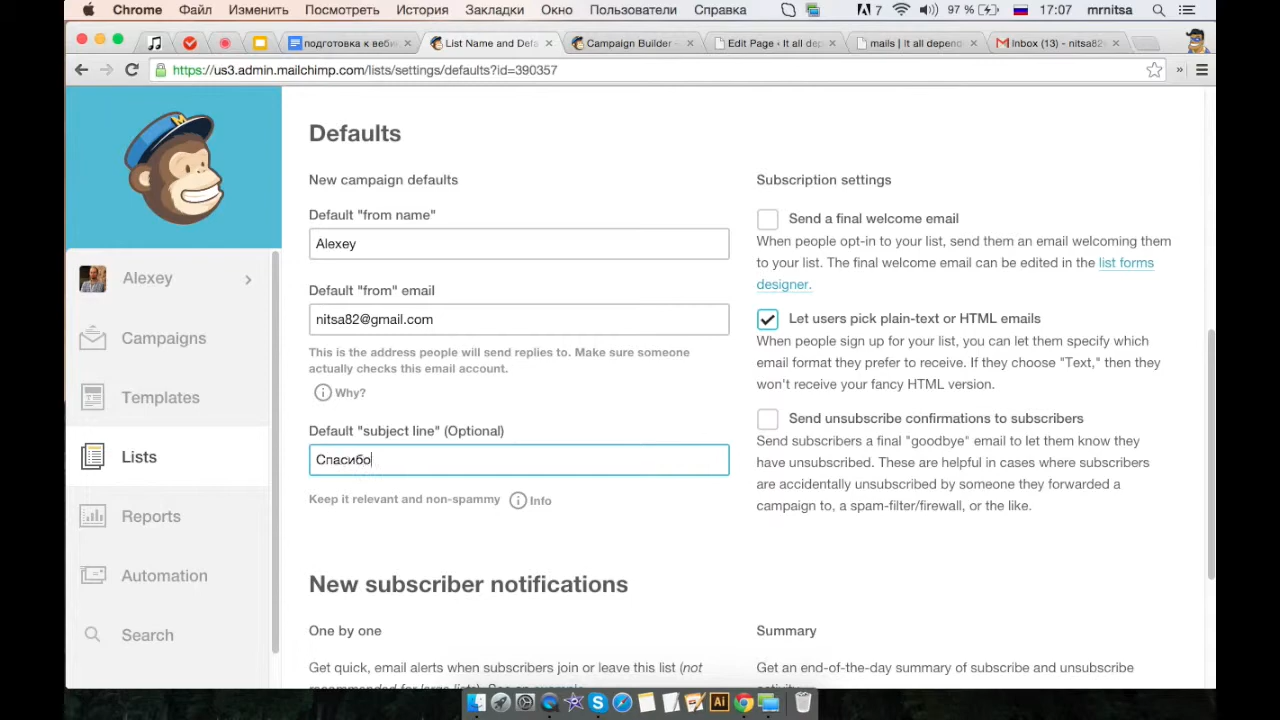 Chrome Файл Изменить Посмотреть История Закладки Окно Пользователи Справка 7 97 % 17:07 mrnitsa
подготовка к веби List Name and Defa Campaign Builder - Edit Page ‹ It all de mails | It all depend Inbox (13) - nitsa82
https://us3.admin.mailchimp.com/lists/settings/defaults?id=390357
Alexey
Campaigns
Templates
Lists
Reports
Automation
Search
Defaults
New campaign defaults
Default "from name"
Alexey
Default "from" email
nitsa82@gmail.com
This is the address people will send replies to. Make sure someone
actually checks this email account.
Why?
Default "subject line" (Optional)
Спасибо
Keep it relevant and non-spammy Info
Subscription settings
Send a final welcome email
When people opt-in to your list, send them an email welcoming them
to your list. The final welcome email can be edited in the list forms
designer.
Let users pick plain-text or HTML emails
When people sign up for your list, you can let them specify which
email format they prefer to receive. If they choose "Text," then they
won't receive your fancy HTML version.
Send unsubscribe confirmations to subscribers
Send subscribers a final "goodbye" email to let them know they
have unsubscribed. These are helpful in cases where subscribers
are accidentally unsubscribed by someone they forwarded a
campaign to, a spam-filter/firewall, or the like.
New subscriber notifications
One by one
Get quick, email alerts when subscribers join or leave this list (not
Summary
Get an end-of-the-day summary of subscribe and unsubscribe
Ai